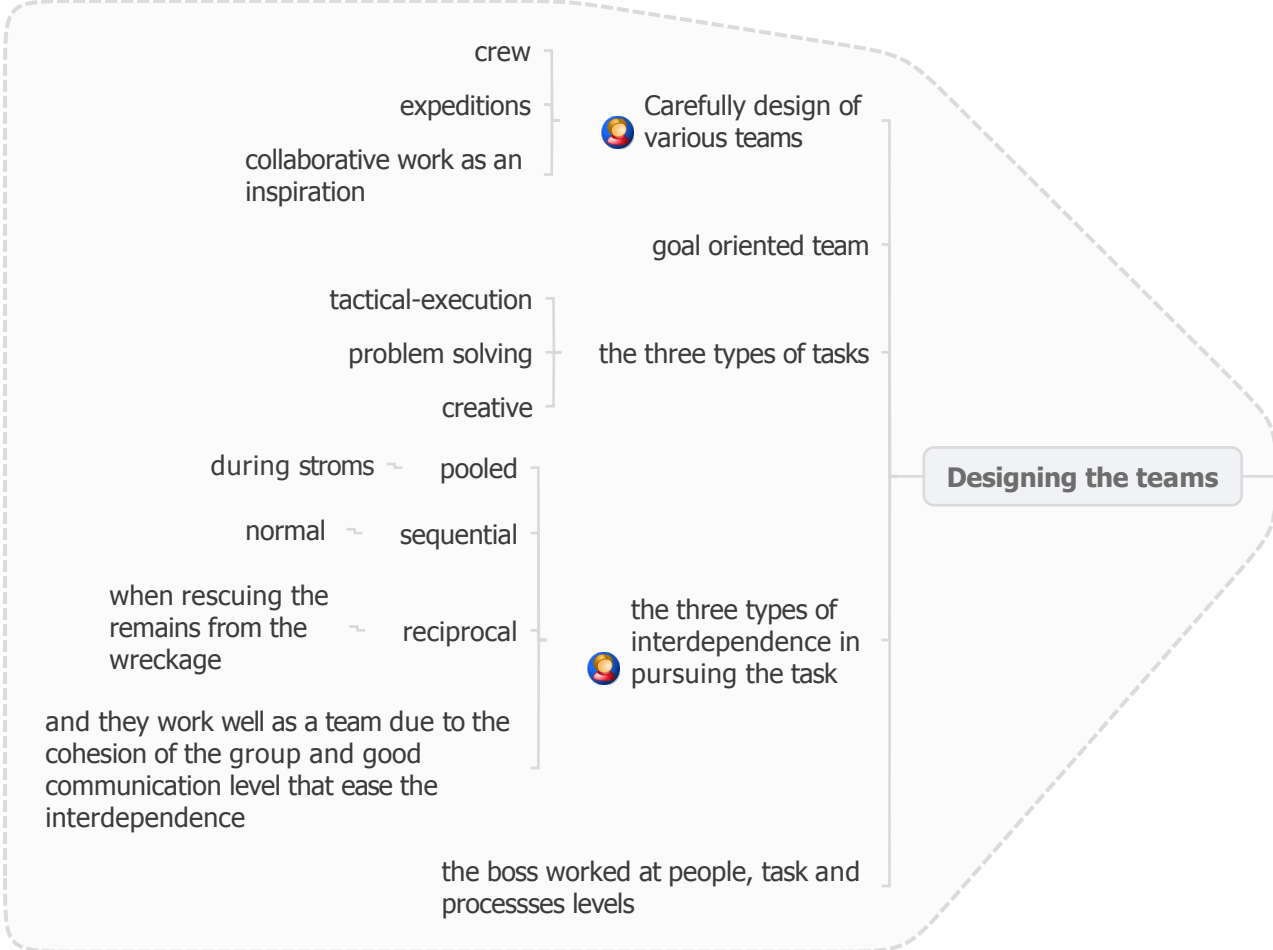 crew
expeditions
collaborative work as an
inspiration
Carefully design of
various teams
goal oriented team
tactical-execution
problem solving
creative
the three types of tasks
during stroms
pooled
normal
sequential
when rescuing the
remains from the
wreckage
reciprocal
and they work well as a team due to the
cohesion of the group and good
communication level that ease the
interdependence
the three types of
interdependence in
pursuing the task
the boss worked at people, task and
processses levels
Designing the teams